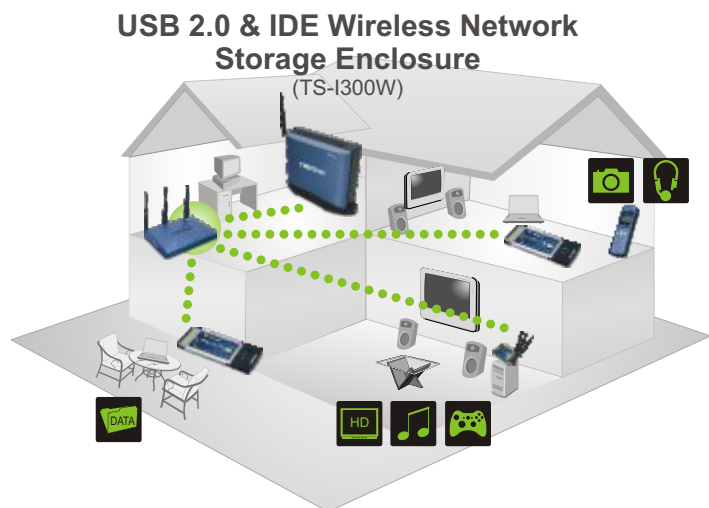 USB 2.0 & IDE Wireless Network
Storage Enclosure
(TS-I300W)
DATA
HD